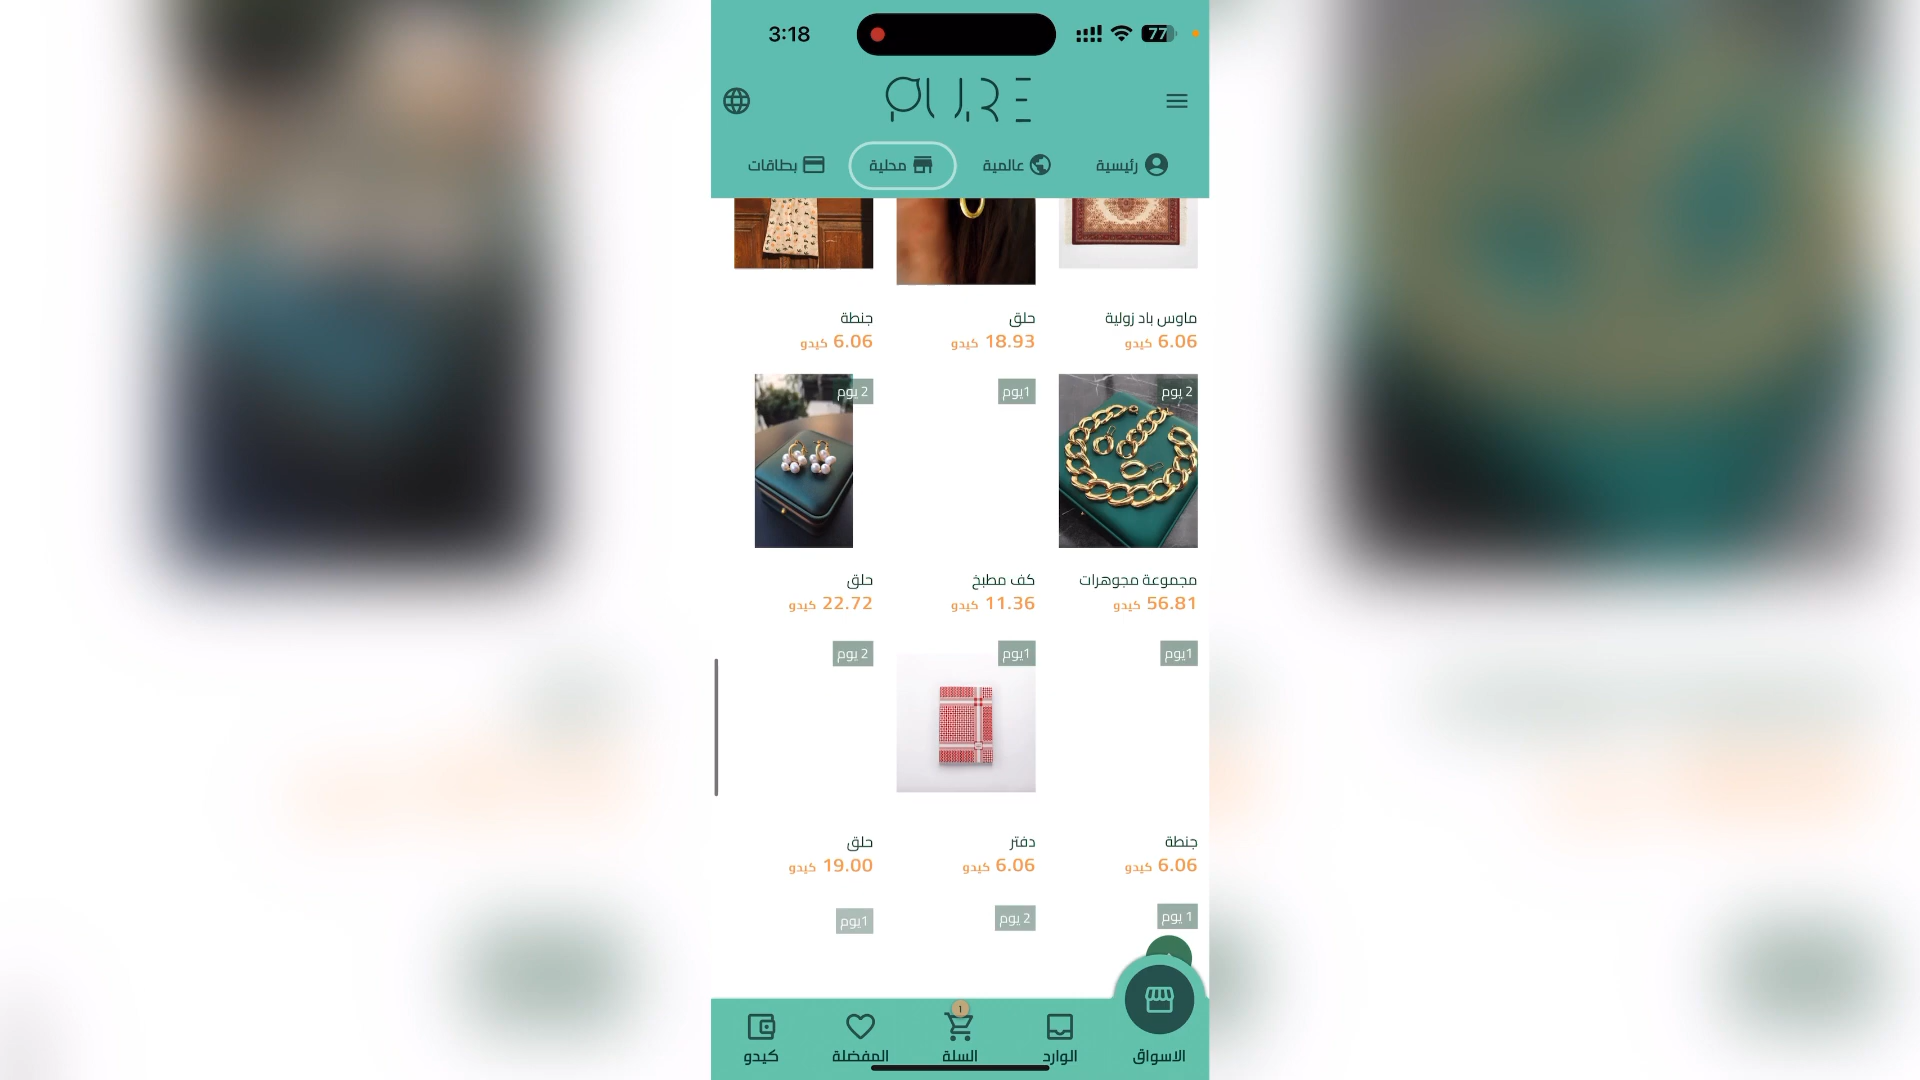 3:18
77
PURE
رئيسية
عالمية
محلية
بطاقات
ماوس باد زولية
حلق
جنطة
6.06 كيدو
18.93 كيدو
6.06 كيدو
2 يوم
1يوم
2 يوم
مجموعة مجوهرات
كف مطبخ
حلق
56.81 كيدو
11.36 كيدو
22.72 كيدو
1يوم
1يوم
2 يوم
جنطة
دفتر
حلق
6.06 كيدو
6.06 كيدو
19.00 كيدو
1 يوم
2 يوم
1يوم
1
الاسواق
الوارد
السلة
المفضلة
كيدو